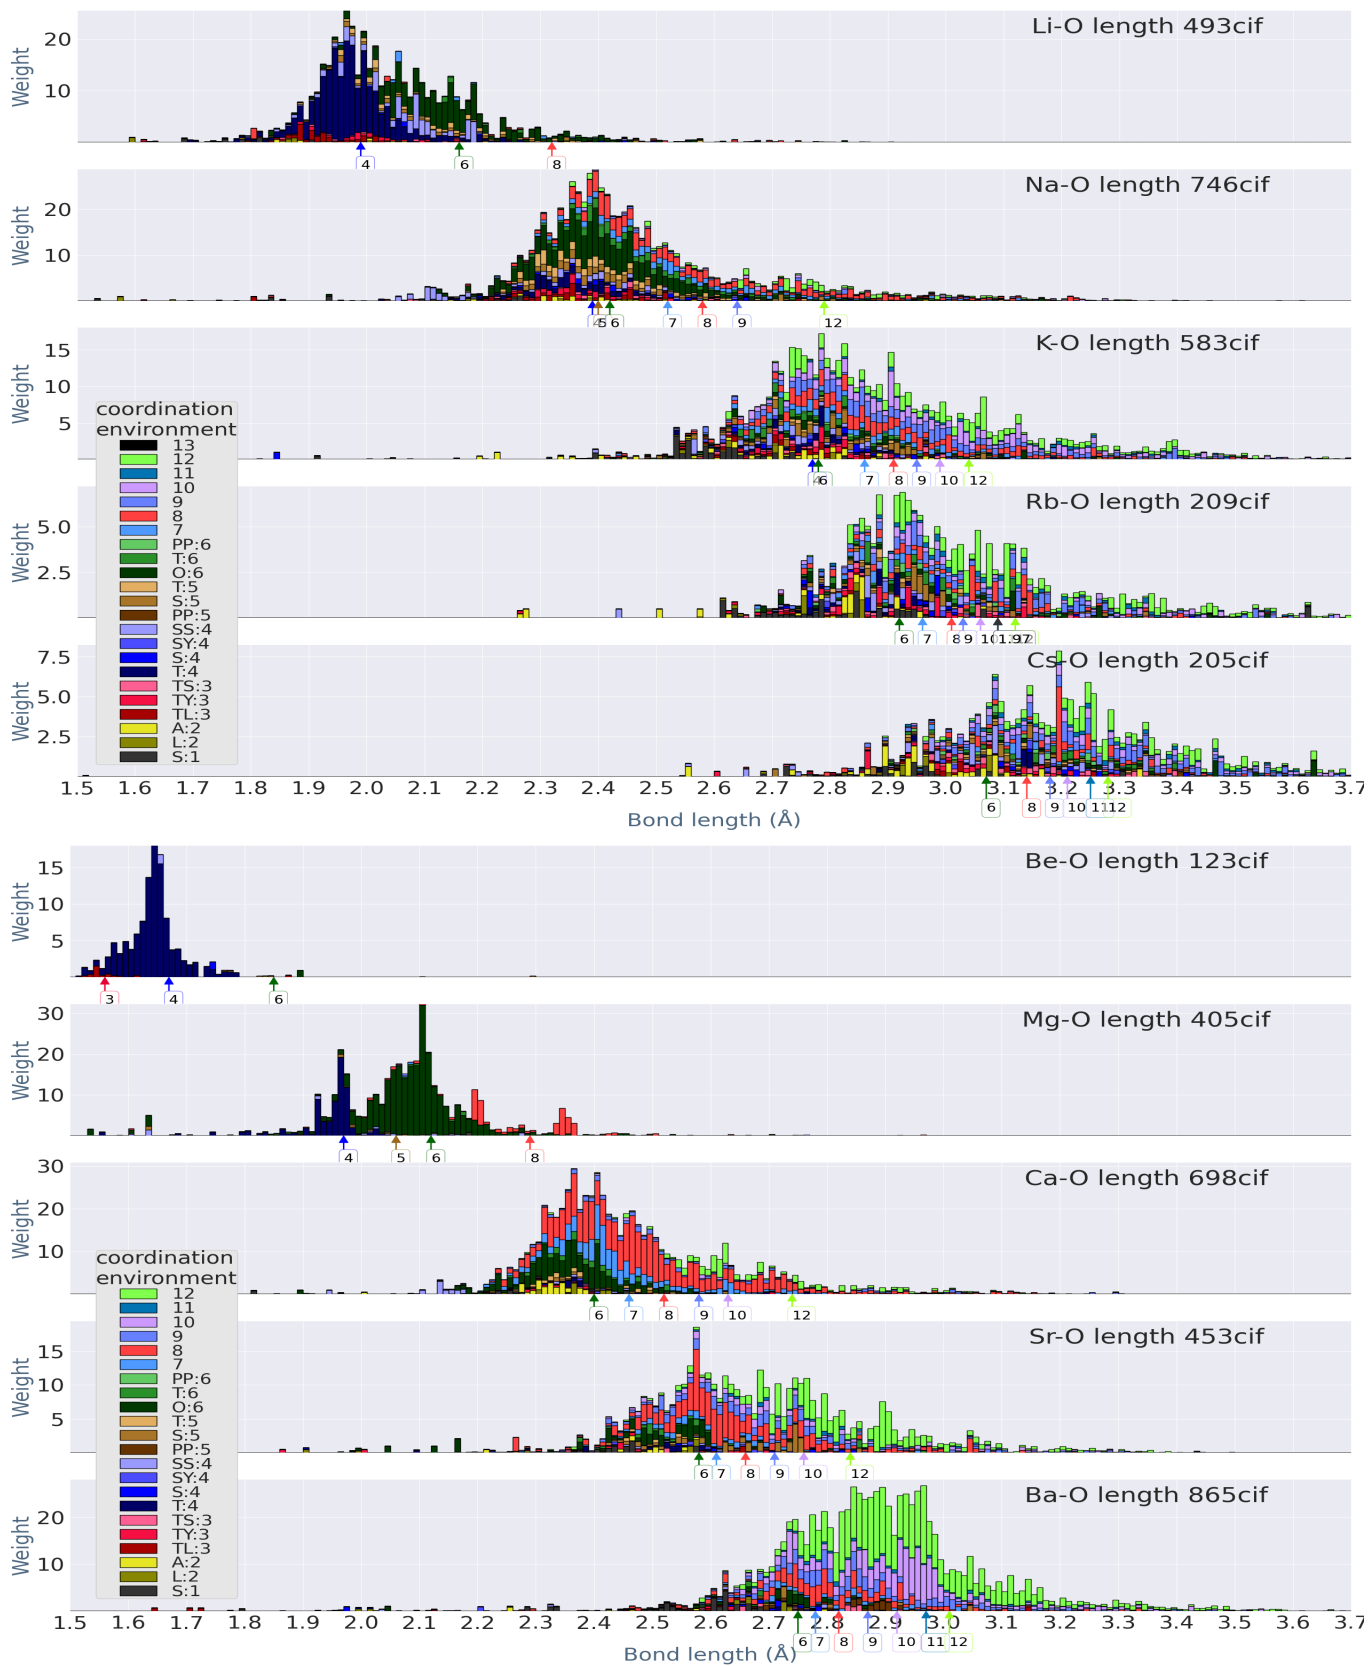 Li-O length 493cif
Weight
20
10
4
6
8
Na-O length 746cif
Weight
20
10
4 5 6 7 8 9 12
K-O length 583cif
Weight
15
10
5
4 6 7 8 9 10 12
coordination
environment
13
12
11
10
9
8
7
PP:6
T:6
O:6
T:5
S:5
PP:5
SS:4
SY:4
S:4
T:4
TS:3
TY:3
TL:3
A:2
L:2
S:1
Rb-O length 209cif
Weight
5.0
2.5
6 7 8 9 10
Cs-O length 205cif
Weight
7.5
5.0
2.5
1.5 1.6 1.7 1.8 1.9 2.0 2.1 2.2 2.3 2.4 2.5 2.6 2.7 2.8 2.9 3.0 3.1 3.2 3.3 3.4 3.5 3.6 3.7
6 8 9 10 11 12
Bond length (Å)
Be-O length 123cif
Weight
15
10
5
3 4 6
Mg-O length 405cif
Weight
30
20
10
4 5 6 8
Ca-O length 698cif
Weight
30
20
10
6 7 8 9 10 12
coordination
environment
12
11
10
9
8
7
PP:6
T:6
O:6
T:5
S:5
PP:5
SS:4
SY:4
S:4
T:4
TS:3
TY:3
TL:3
A:2
L:2
S:1
Sr-O length 453cif
Weight
15
10
5
6 7 8 9 10 12
Ba-O length 865cif
Weight
20
10
1.5 1.6 1.7 1.8 1.9 2.0 2.1 2.2 2.3 2.4 2.5 2.6 2.7 2.8 2.9 3.0 3.1 3.2 3.3 3.4 3.5 3.6 3.7
6 7 8 9 10 11 12
Bond length (Å)